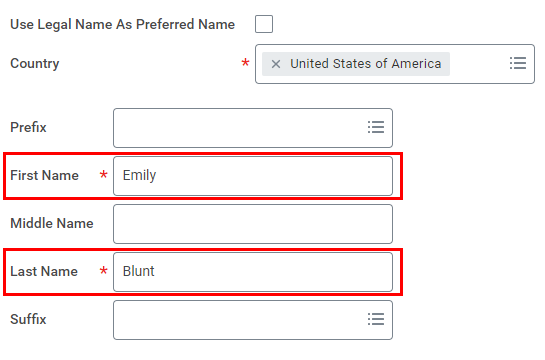 Use Legal Name As Preferred Name
Country * × United States of America
Prefix
First Name * Emily
Middle Name
Last Name * Blunt
Suffix